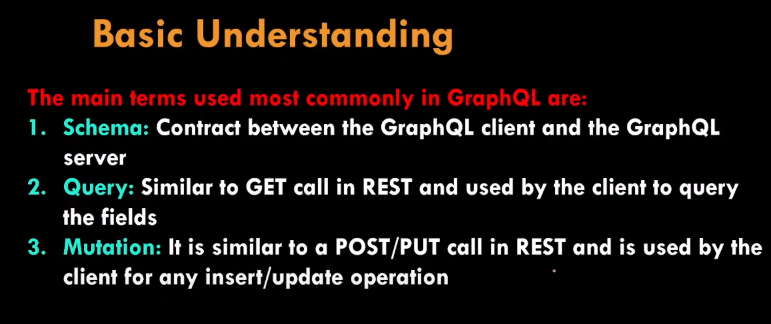 Basic Understanding
The main terms used most commonly in GraphQL are:
1. Schema: Contract between the GraphQL client and the GraphQL
server
2. Query: Similar to GET call in REST and used by the client to query
the fields
3. Mutation: It is similar to a POST/PUT call in REST and is used by the
client for any insert/update operation